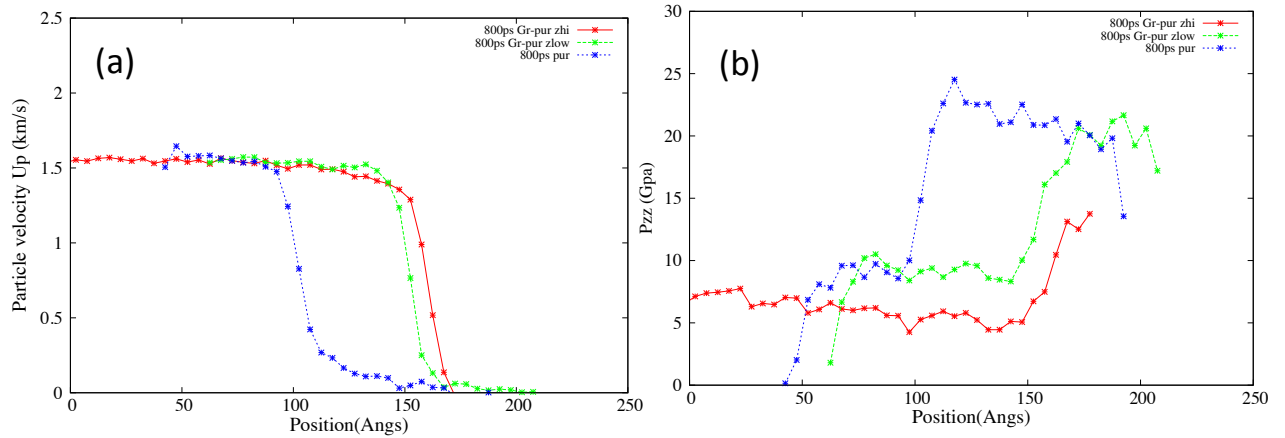 (a)
800ps Gr-pur zhi
800ps Gr-pur zlow
800ps pur
2.5
2
1.5
1
0.5
0
Particle velocity Up (km/s)
0 50 100 150 200 250
Position(Angs)
(b)
800ps Gr-pur zhi
800ps Gr-pur zlow
800ps pur
30
25
20
15
10
5
0
Pzz (Gpa)
0 50 100 150 200 250
Position(Angs)